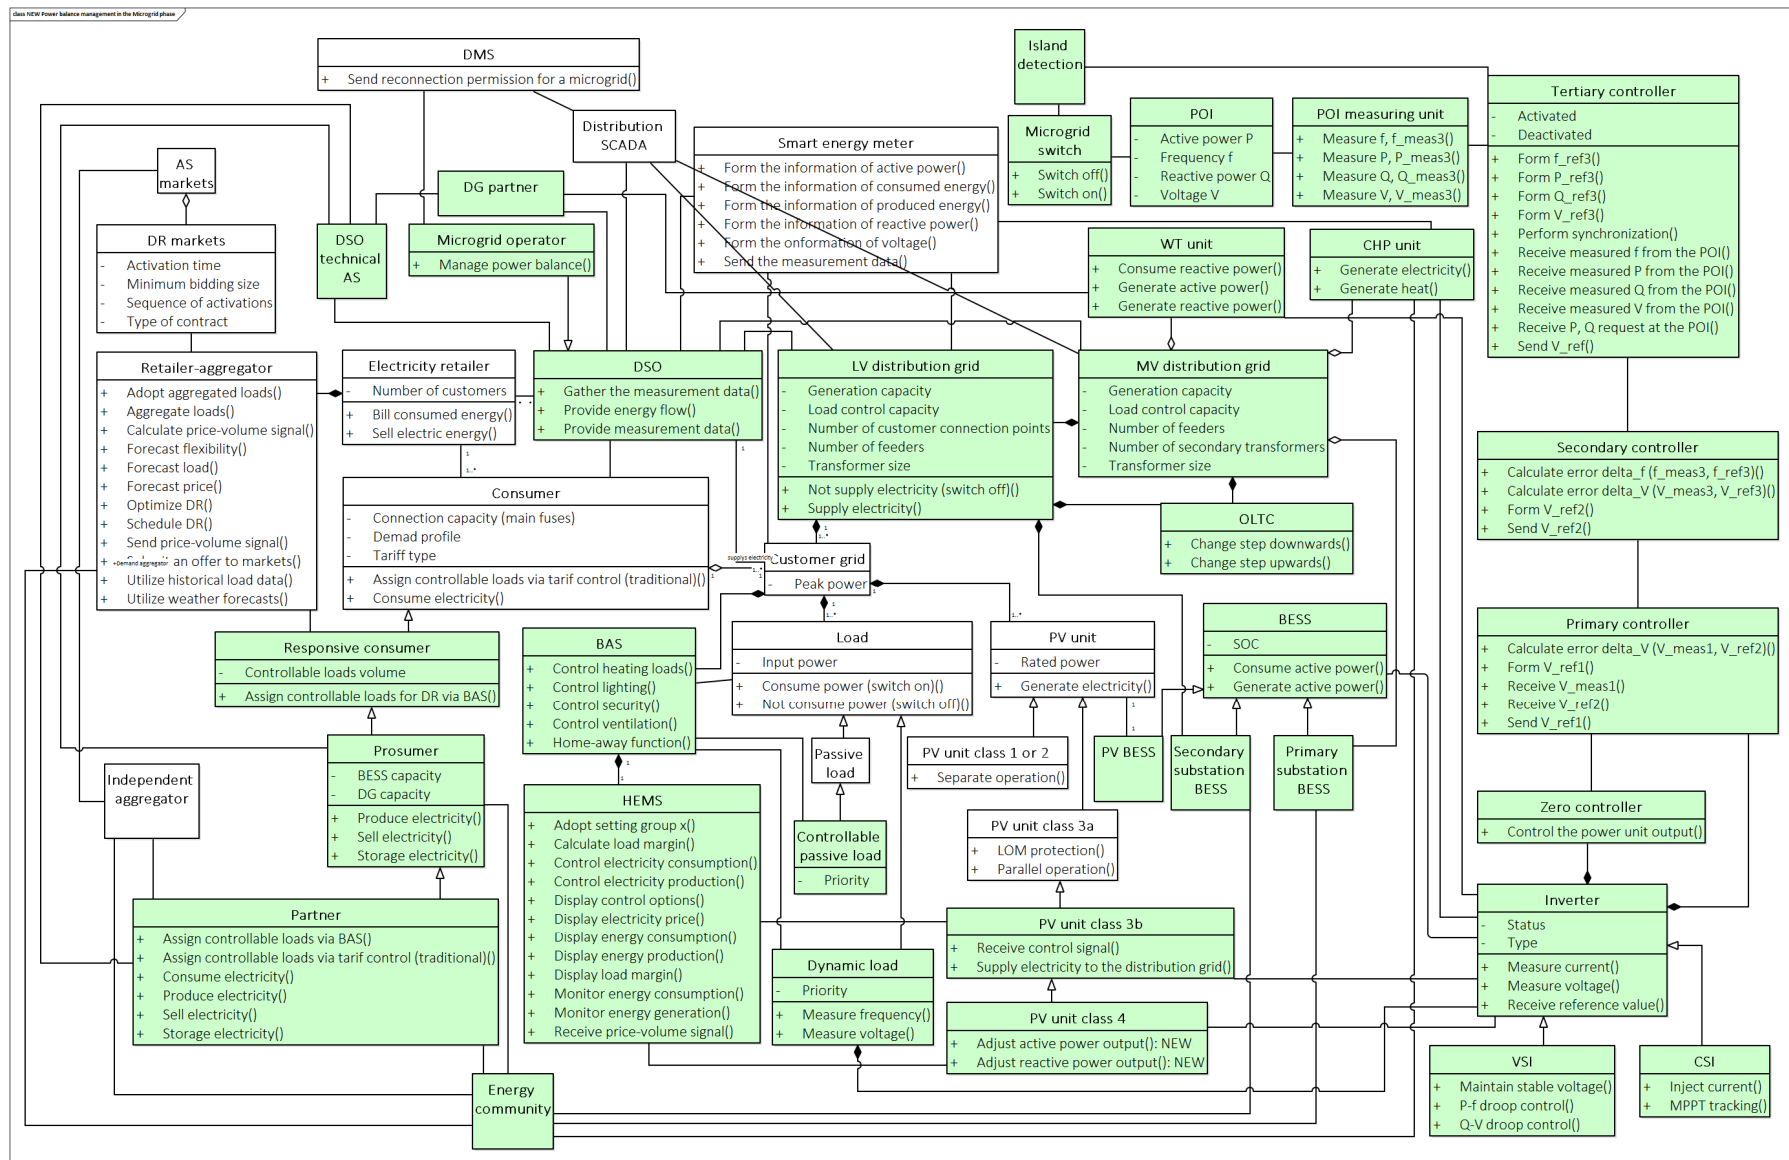 class NEW Power balance management in the Microgrid phase
DMS
+ Send reconnection permission for a microgrid()
Distribution
SCADA
Island
detection
Microgrid
switch
+ Switch off()
+ Switch on()
POI
- Active power P
- Frequency f
- Reactive power Q
- Voltage V
POI measuring unit
+ Measure f, f_meas3()
+ Measure P, P_meas3()
+ Measure Q, Q_meas3()
+ Measure V, V_meas3()
Tertiary controller
- Activated
- Deactivated
+ Form f_ref3()
+ Form P_ref3()
+ Form Q_ref3()
+ Form V_ref3()
+ Perform synchronization()
+ Receive measured f from the POI()
+ Receive measured P from the POI()
+ Receive measured Q from the POI()
+ Receive measured V from the POI()
+ Receive P, Q request at the POI()
+ Send V_ref()
Smart energy meter
+ Form the information of active power()
+ Form the information of consumed energy()
+ Form the information of produced energy()
+ Form the information of reactive power()
+ Form the onformation of voltage()
+ Send the measurement data()
AS
markets
DG partner
DSO
technical
AS
Microgrid operator
+ Manage power balance()
DR markets
- Activation time
- Minimum bidding size
- Sequence of activations
- Type of contract
WT unit
+ Consume reactive power()
+ Generate active power()
+ Generate reactive power()
CHP unit
+ Generate electricity()
+ Generate heat()
Retailer-aggregator
+ Adopt aggregated loads()
+ Aggregate loads()
+ Calculate price-volume signal()
+ Forecast flexibility()
+ Forecast load()
+ Forecast price()
+ Optimize DR()
+ Schedule DR()
+ Send price-volume signal()
+ an offer to markets()
+Demand aggregator
+ Utilize historical load data()
+ Utilize weather forecasts()
Electricity retailer
- Number of customers
+ Bill consumed energy()
+ Sell electric energy()
1
1..*
DSO
+ Gather the measurement data()
+ Provide energy flow()
+ Provide measurement data()
1
LV distribution grid
- Generation capacity
- Load control capacity
- Number of customer connection points
- Number of feeders
- Transformer size
+ Not supply electricity (switch off)()
+ Supply electricity()
1
1..*
MV distribution grid
- Generation capacity
- Load control capacity
- Number of feeders
- Number of secondary transformers
- Transformer size
OLTC
+ Change step downwards()
+ Change step upwards()
Secondary controller
+ Calculate error delta_f (f_meas3, f_ref3)()
+ Calculate error delta_V (V_meas3, V_ref3)()
+ Form V_ref2()
+ Send V_ref2()
Consumer
- Connection capacity (main fuses)
- Demad profile
- Tariff type
+ Assign controllable loads via tarif control (traditional)()
+ Consume electricity()
1
supplys electricity
1..*
1
Customer grid
- Peak power
1
1
1..*
1..*
Responsive consumer
- Controllable loads volume
+ Assign controllable loads for DR via BAS()
BAS
+ Control heating loads()
+ Control lighting()
+ Control security()
+ Control ventilation()
+ Home-away function()
1
1
Load
- Input power
+ Consume power (switch on)()
+ Not consume power (switch off)()
PV unit
- Rated power
+ Generate electricity()
1
1
BESS
- SOC
+ Consume active power()
+ Generate active power()
Primary controller
+ Calculate error delta_V (V_meas1, V_ref2)()
+ Form V_ref1()
+ Receive V_meas1()
+ Receive V_ref2()
+ Send V_ref1()
Prosumer
- BESS capacity
- DG capacity
+ Produce electricity()
+ Sell electricity()
+ Storage electricity()
Independent
aggregator
Passive
load
PV unit class 1 or 2
+ Separate operation()
PV BESS
Secondary
substation
BESS
Primary
substation
BESS
HEMS
+ Adopt setting group x()
+ Calculate load margin()
+ Control electricity consumption()
+ Control electricity production()
+ Display control options()
+ Display electricity price()
+ Display energy consumption()
+ Display energy production()
+ Display load margin()
+ Monitor energy consumption()
+ Monitor energy generation()
+ Receive price-volume signal()
Controllable
passive load
- Priority
PV unit class 3a
+ LOM protection()
+ Parallel operation()
Zero controller
+ Control the power unit output()
Partner
+ Assign controllable loads via BAS()
+ Assign controllable loads via tarif control (traditional)()
+ Consume electricity()
+ Produce electricity()
+ Sell electricity()
+ Storage electricity()
PV unit class 3b
+ Receive control signal()
+ Supply electricity to the distribution grid()
Inverter
- Status
- Type
+ Measure current()
+ Measure voltage()
+ Receive reference value()
Dynamic load
- Priority
+ Measure frequency()
+ Measure voltage()
PV unit class 4
+ Adjust active power output(): NEW
+ Adjust reactive power output(): NEW
Energy
community
VSI
+ Maintain stable voltage()
+ P-f droop control()
+ Q-V droop control()
CSI
+ Inject current()
+ MPPT tracking()